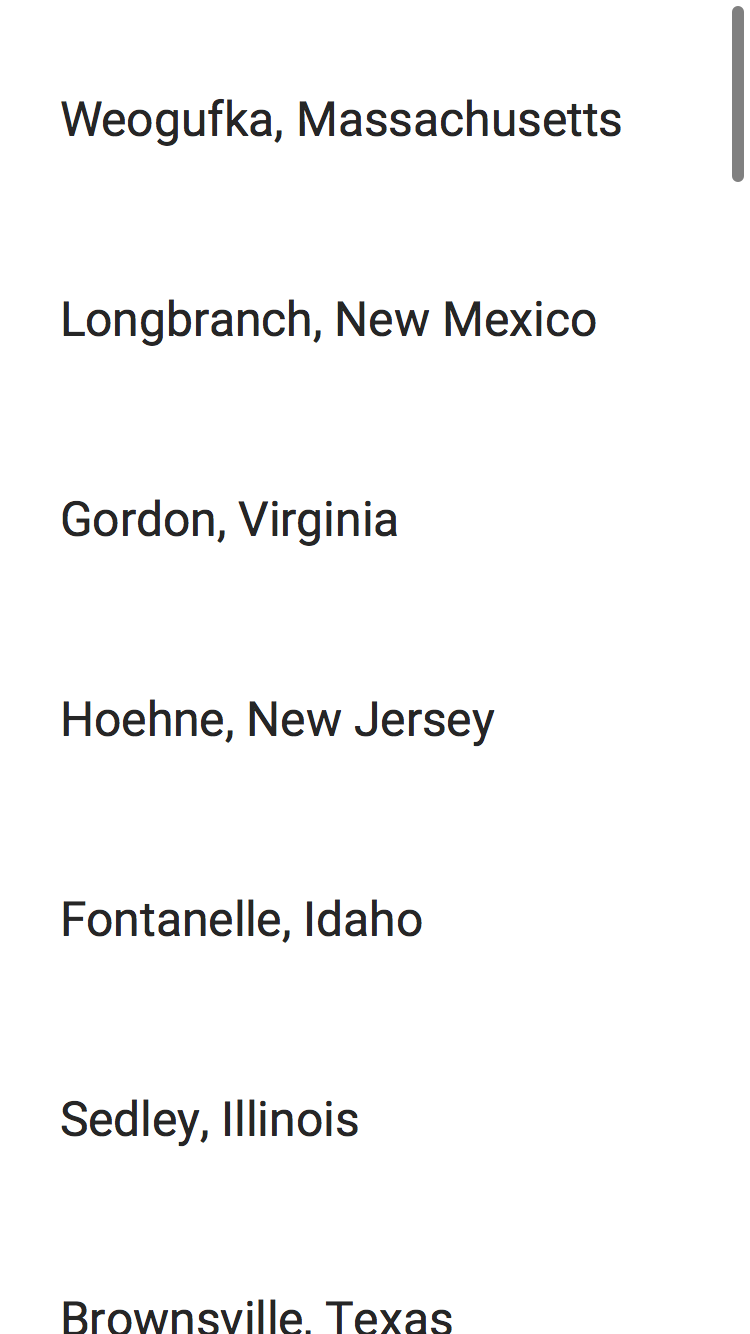 Weogufka, Massachusetts
Longbranch, New Mexico
Gordon, Virginia
Hoehne, New Jersey
Fontanelle, Idaho
Sedley, Illinois
Brownsville, Texas